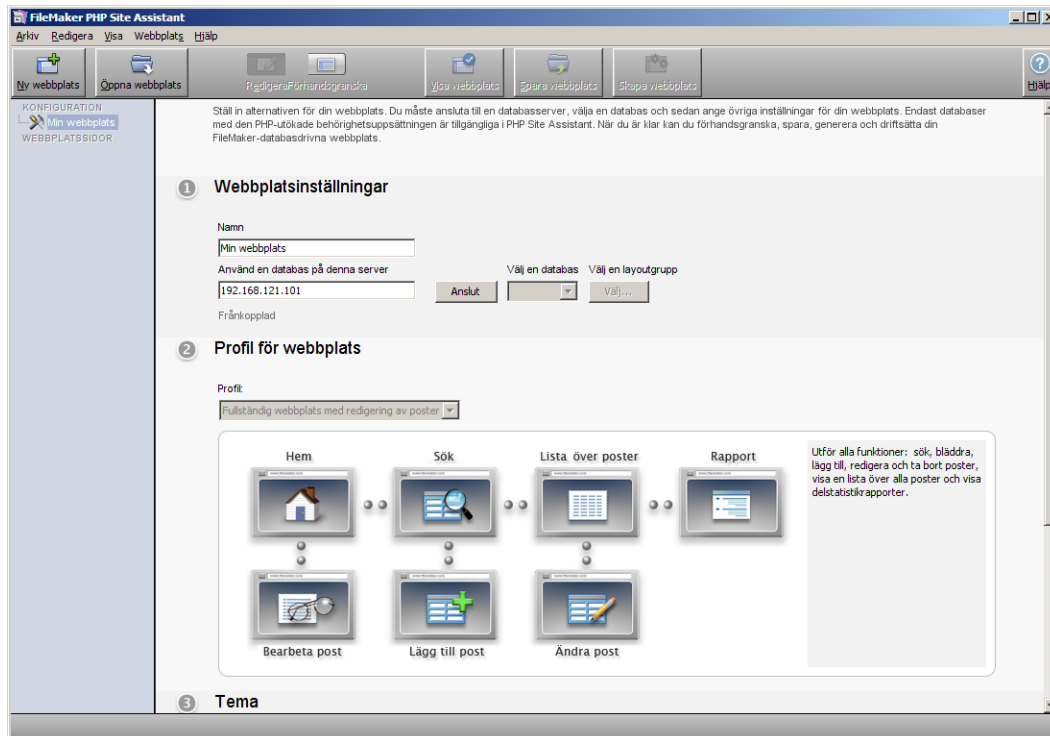 FileMaker PHP Site Assistant
Arkiv Redigera Visa Webbplats Hjälp
Ny webbplats Öppna webbplats Redigera Förhandsgranska Visa webbplats Spara webbplats Skapa webbplats Hjälp
KONFIGURATION
Min webbplats
WEBBPLATSSIDOR
Ställ in alternativen för din webbplats. Du måste ansluta till en databasserver, välja en databas och sedan ange övriga inställningar för din webbplats. Endast databaser
med den PHP-utökade behörighetsuppsättningen är tillgängliga i PHP Site Assistant. När du är klar kan du förhandsgranska, spara, generera och driftsätta din
FileMaker-databasdrivna webbplats.
1 Webbplatsinställningar
Namn
Min webbplats
Använd en databas på denna server Välj en databas Välj en layoutgrupp
192.168.121.101 Anslut Välj...
Frånkopplad
2 Profil för webbplats
Profil:
Fullständig webbplats med redigering av poster
Hem Sök Lista över poster Rapport
Bearbeta post Lägg till post Ändra post
Utför alla funktioner: sök, bläddra,
lägg till, redigera och ta bort poster,
visa en lista över alla poster och visa
delstatistikrapporter.
3 Tema